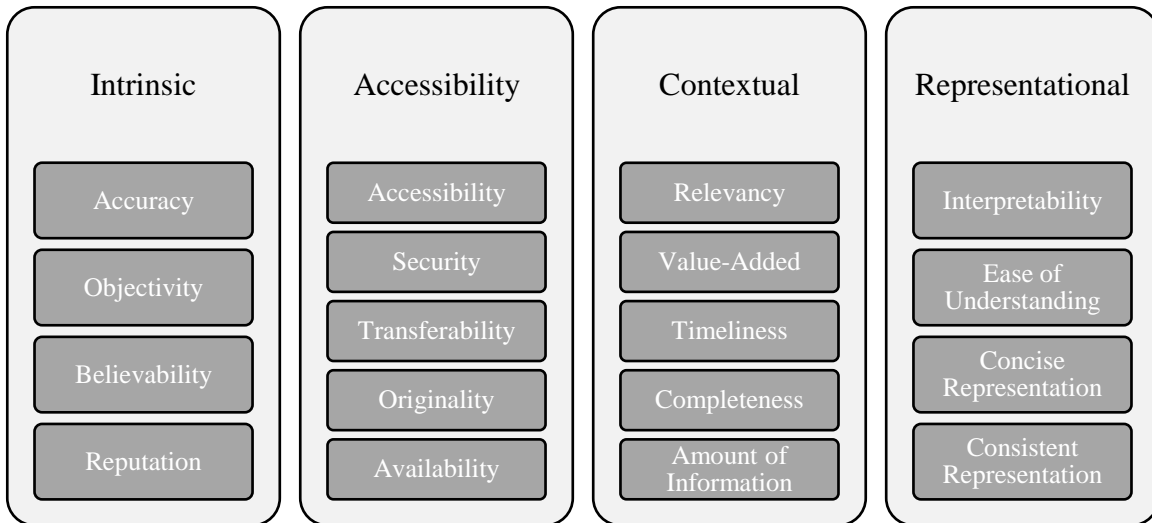 Intrinsic
Accuracy
Objectivity
Believability
Reputation
Accessibility
Accessibility
Security
Transferability
Originality
Availability
Contextual
Relevancy
Value-Added
Timeliness
Completeness
Amount of
Information
Representational
Interpretability
Ease of
Understanding
Concise
Representation
Consistent
Representation